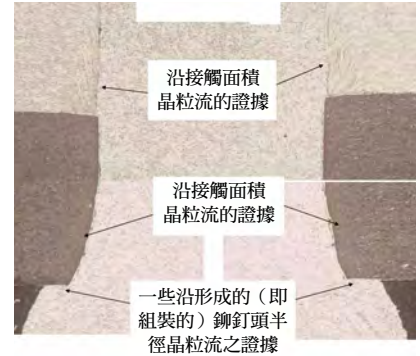 沿接觸面積
晶粒流的證據
沿接觸面積
晶粒流的證據
一些沿形成的（即
組裝的）鉚釘頭半
徑晶粒流之證據